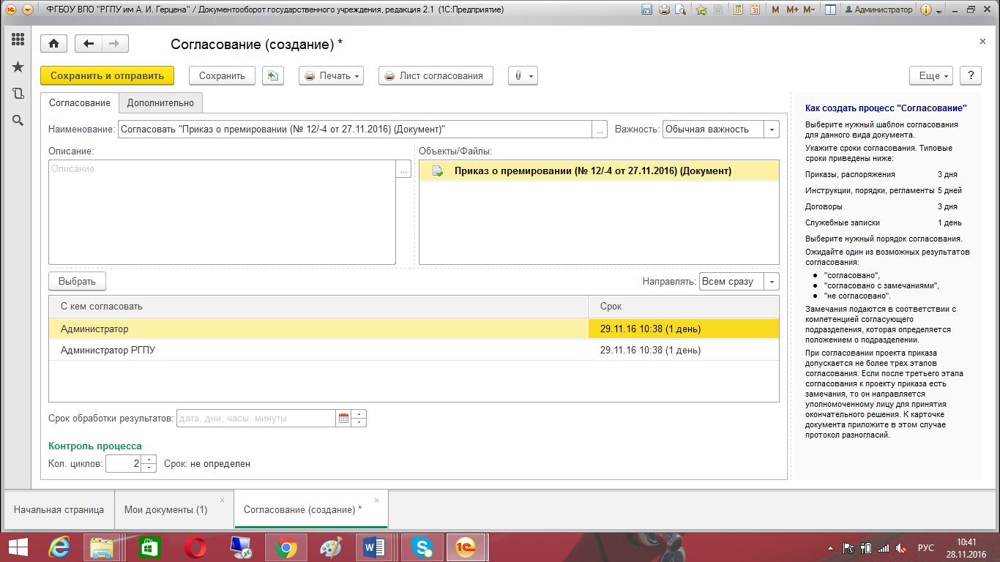 ФГБОУ ВПО "РГПУ им А. И. Герцена" / Документооборот государственного учреждения, редакция 2.1 (1С:Предприятие)
M M+ M- Администратор
Согласование (создание) *
Сохранить и отправить Сохранить Печать Лист согласования Еще ?
Согласование Дополнительно
Наименование: Согласовать "Приказ о премировании (№ 12/-4 от 27.11.2016) (Документ)" ... Важность: Обычная важность
Описание: Объекты/Файлы:
Описание ... Приказ о премировании (№ 12/-4 от 27.11.2016) (Документ)
Выбрать Направлять: Всем сразу
С кем согласовать Срок
Администратор 29.11.16 10:38 (1 день)
Администратор РГПУ 29.11.16 10:38 (1 день)
Срок обработки результатов: дата, дни, часы, минуты
Контроль процесса
Кол. циклов: 2 Срок: не определен
Как создать процесс "Согласование"
Выберите нужный шаблон согласования
для данного вида документа.
Укажите сроки согласования. Типовые
сроки приведены ниже:
Приказы, распоряжения 3 дня
Инструкции, порядки, регламенты 5 дней
Договоры 3 дня
Служебные записки 1 день
Выберите нужный порядок согласования.
Ожидайте один из возможных результатов
согласования:
● "согласовано",
● "согласовано с замечаниями",
● "не согласовано".
Замечания подаются в соответствии с
компетенцией согласующего
подразделения, которая определяется
положением о подразделении.
При согласовании проекта приказа
допускается не более трех этапов
согласования. Если после третьего этапа
согласования к проекту приказа есть
замечания, то он направляется
уполномоченному лицу для принятия
окончательного решения. К карточке
документа приложите в этом случае
протокол разногласий.
Начальная страница Мои документы (1) Согласование (создание) *
РУС 10:41
28.11.2016